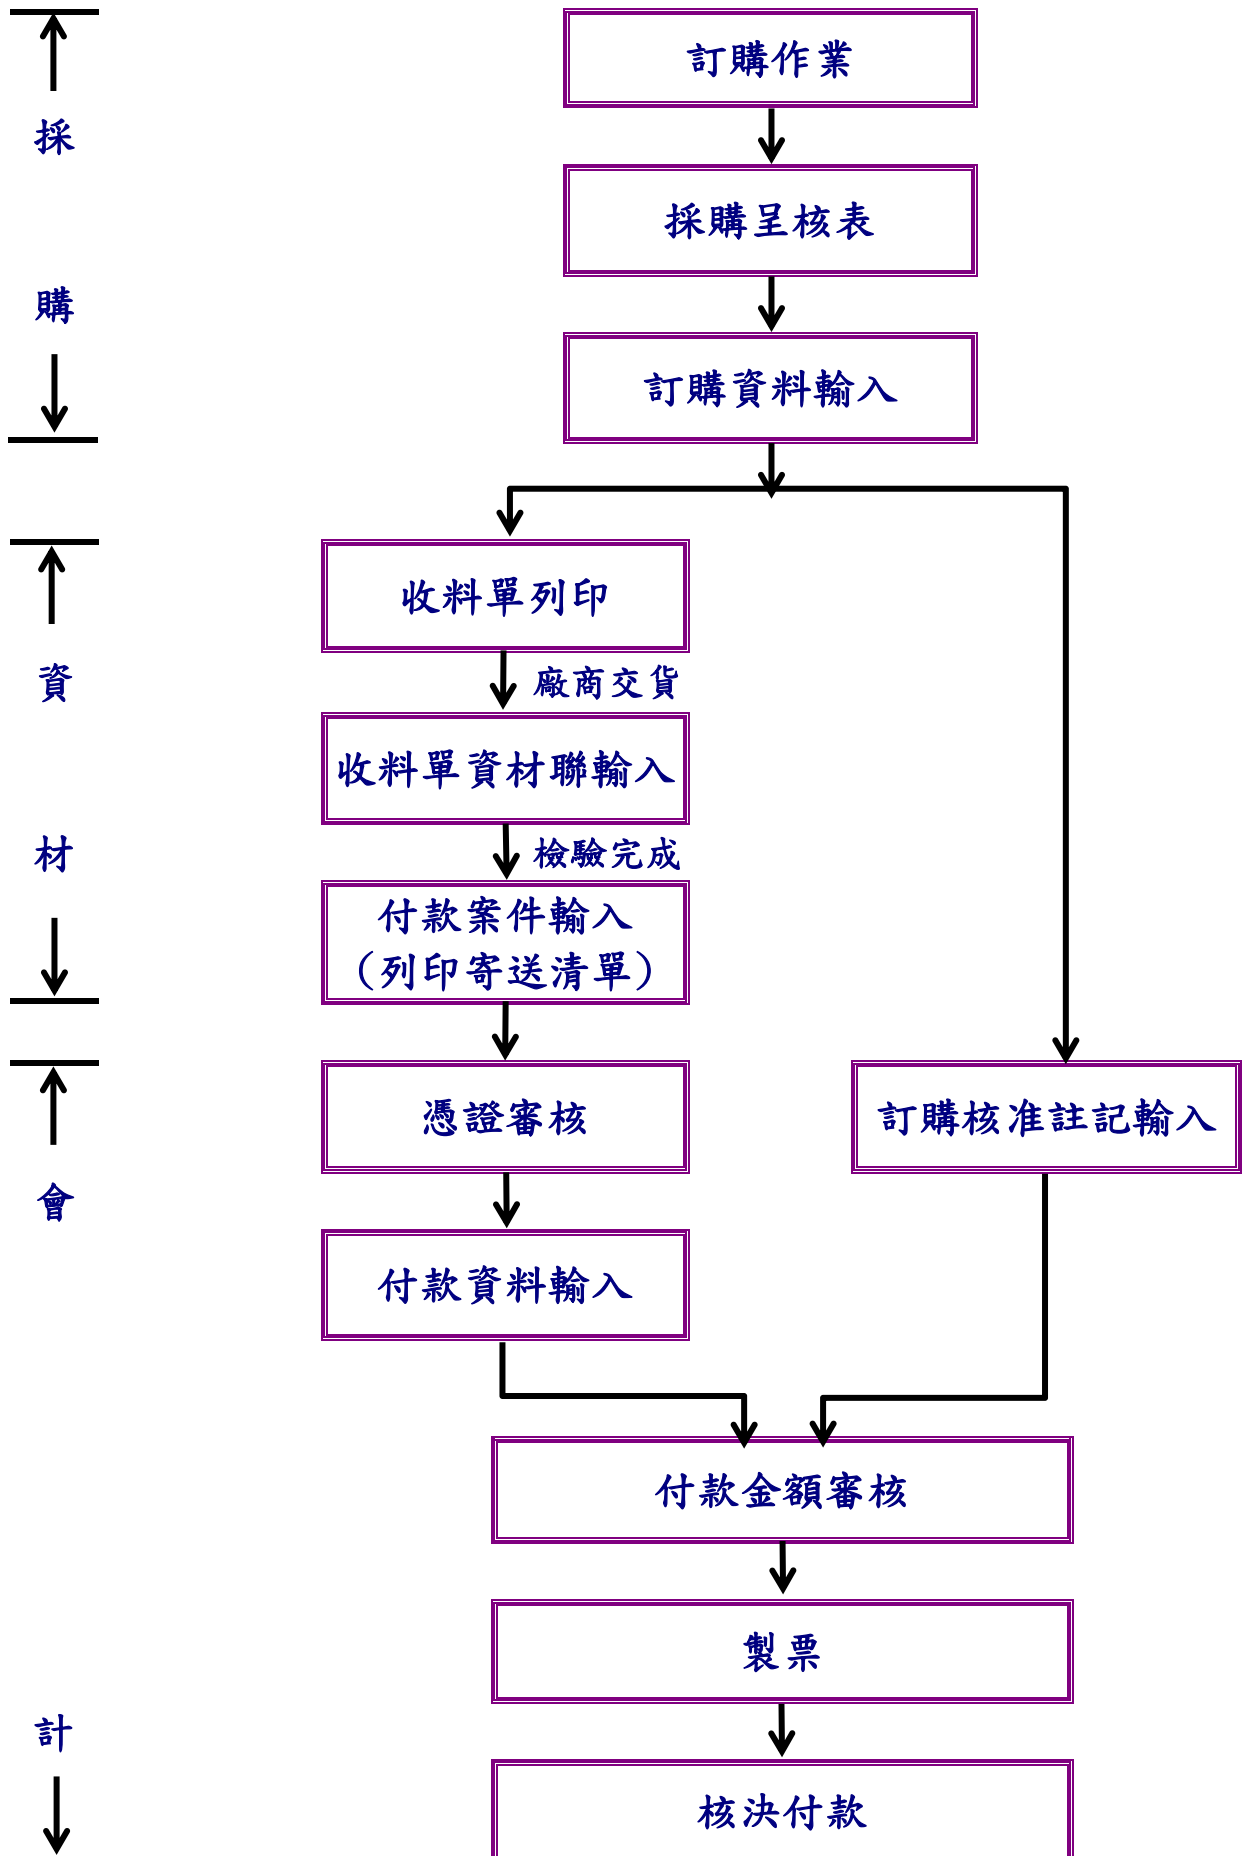 訂購作業
採
採購呈核表
購
訂購資料輸入
收料單列印
資
廠商交貨
收料單資材聯輸入
材
檢驗完成
付款案件輸入
(列印寄送清單)
憑證審核
訂購核准註記輸入
會
付款資料輸入
付款金額審核
製票
計
核決付款